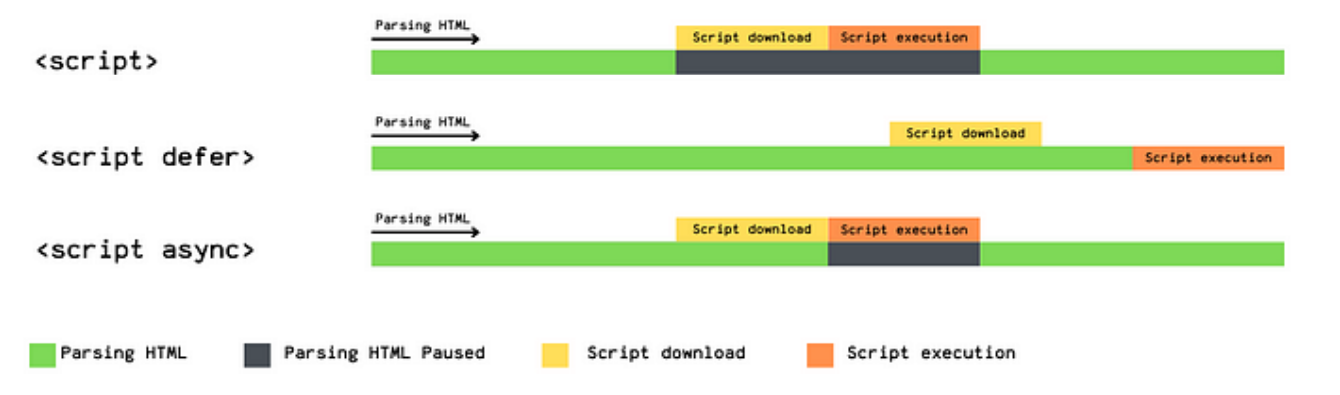 Parsing HTML
Script download Script execution
<script>
Parsing HTML
Script download
<script defer>
Script execution
Parsing HTML
Script download Script execution
<script async>
Parsing HTML Parsing HTML Paused Script download Script execution